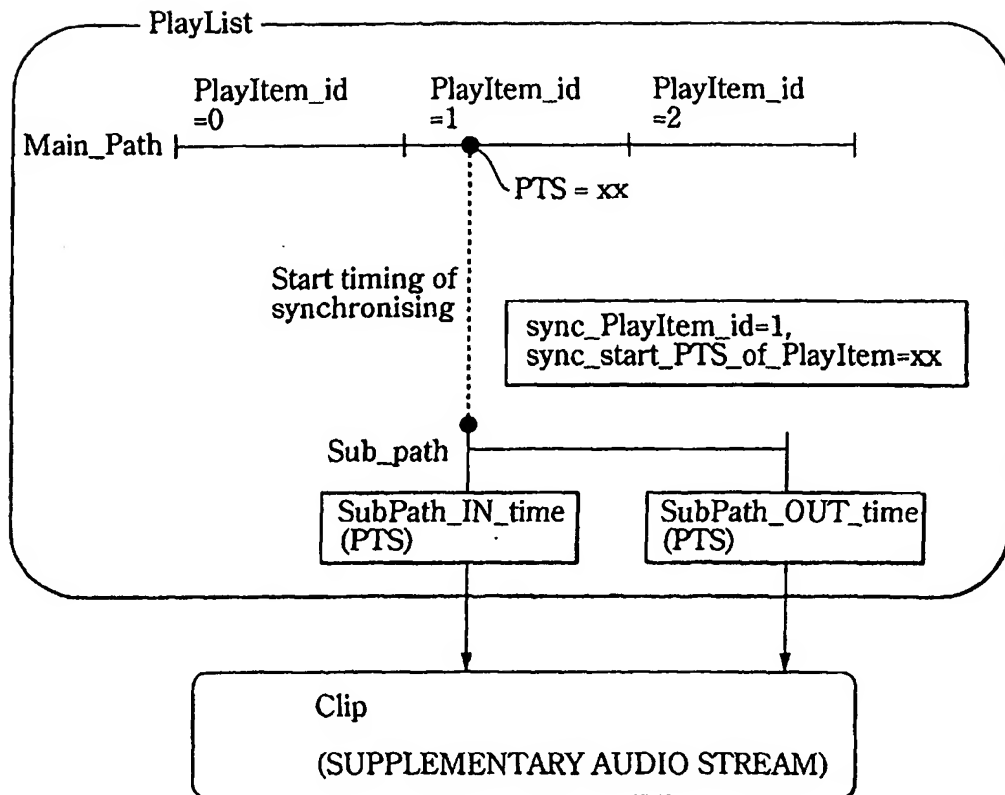 PlayList
PlayItem_id
=0
PlayItem_id
=1
PlayItem_id
=2
Main_Path
PTS = xx
Start timing of
synchronising
sync_PlayItem_id=1,
sync_start_PTS_of_PlayItem=xx
Sub_path
SubPath_IN_time
(PTS)
SubPath_OUT_time
(PTS)
Clip
(SUPPLEMENTARY AUDIO STREAM)